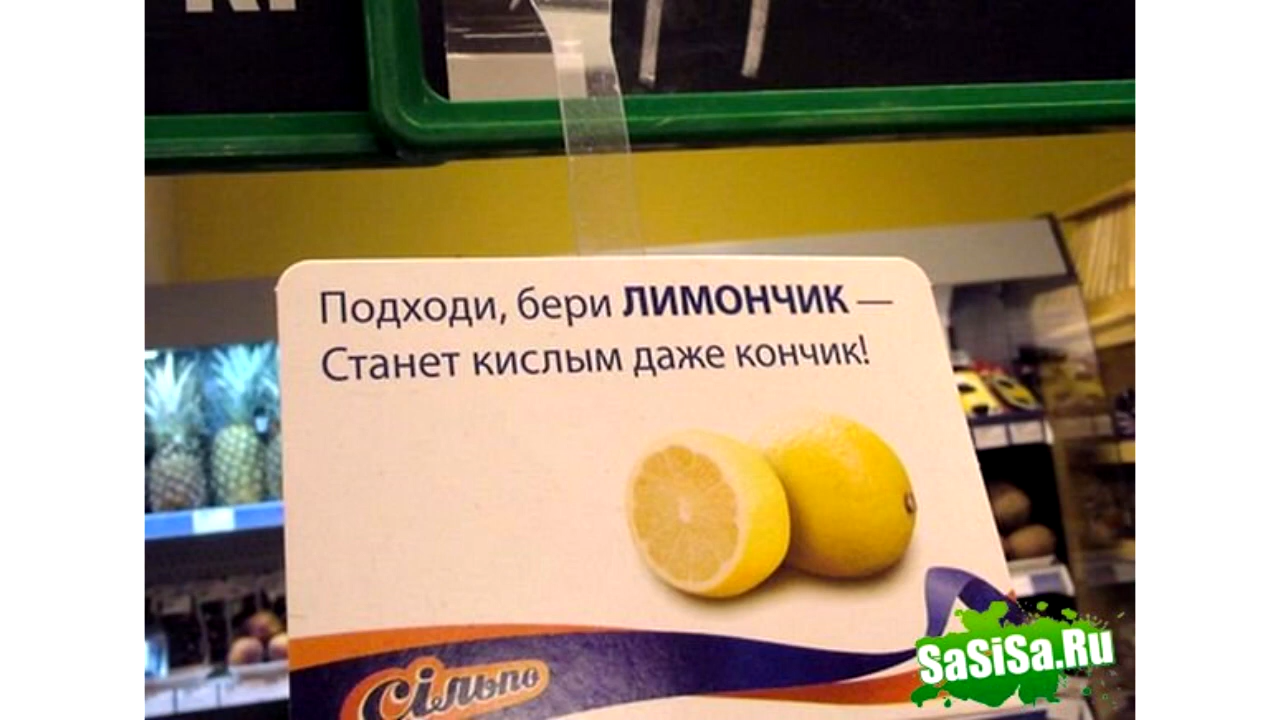 Подходи, бери ЛИМОНЧИК —
Станет кислым даже кончик!
Сільпо
SaSiSa.Ru